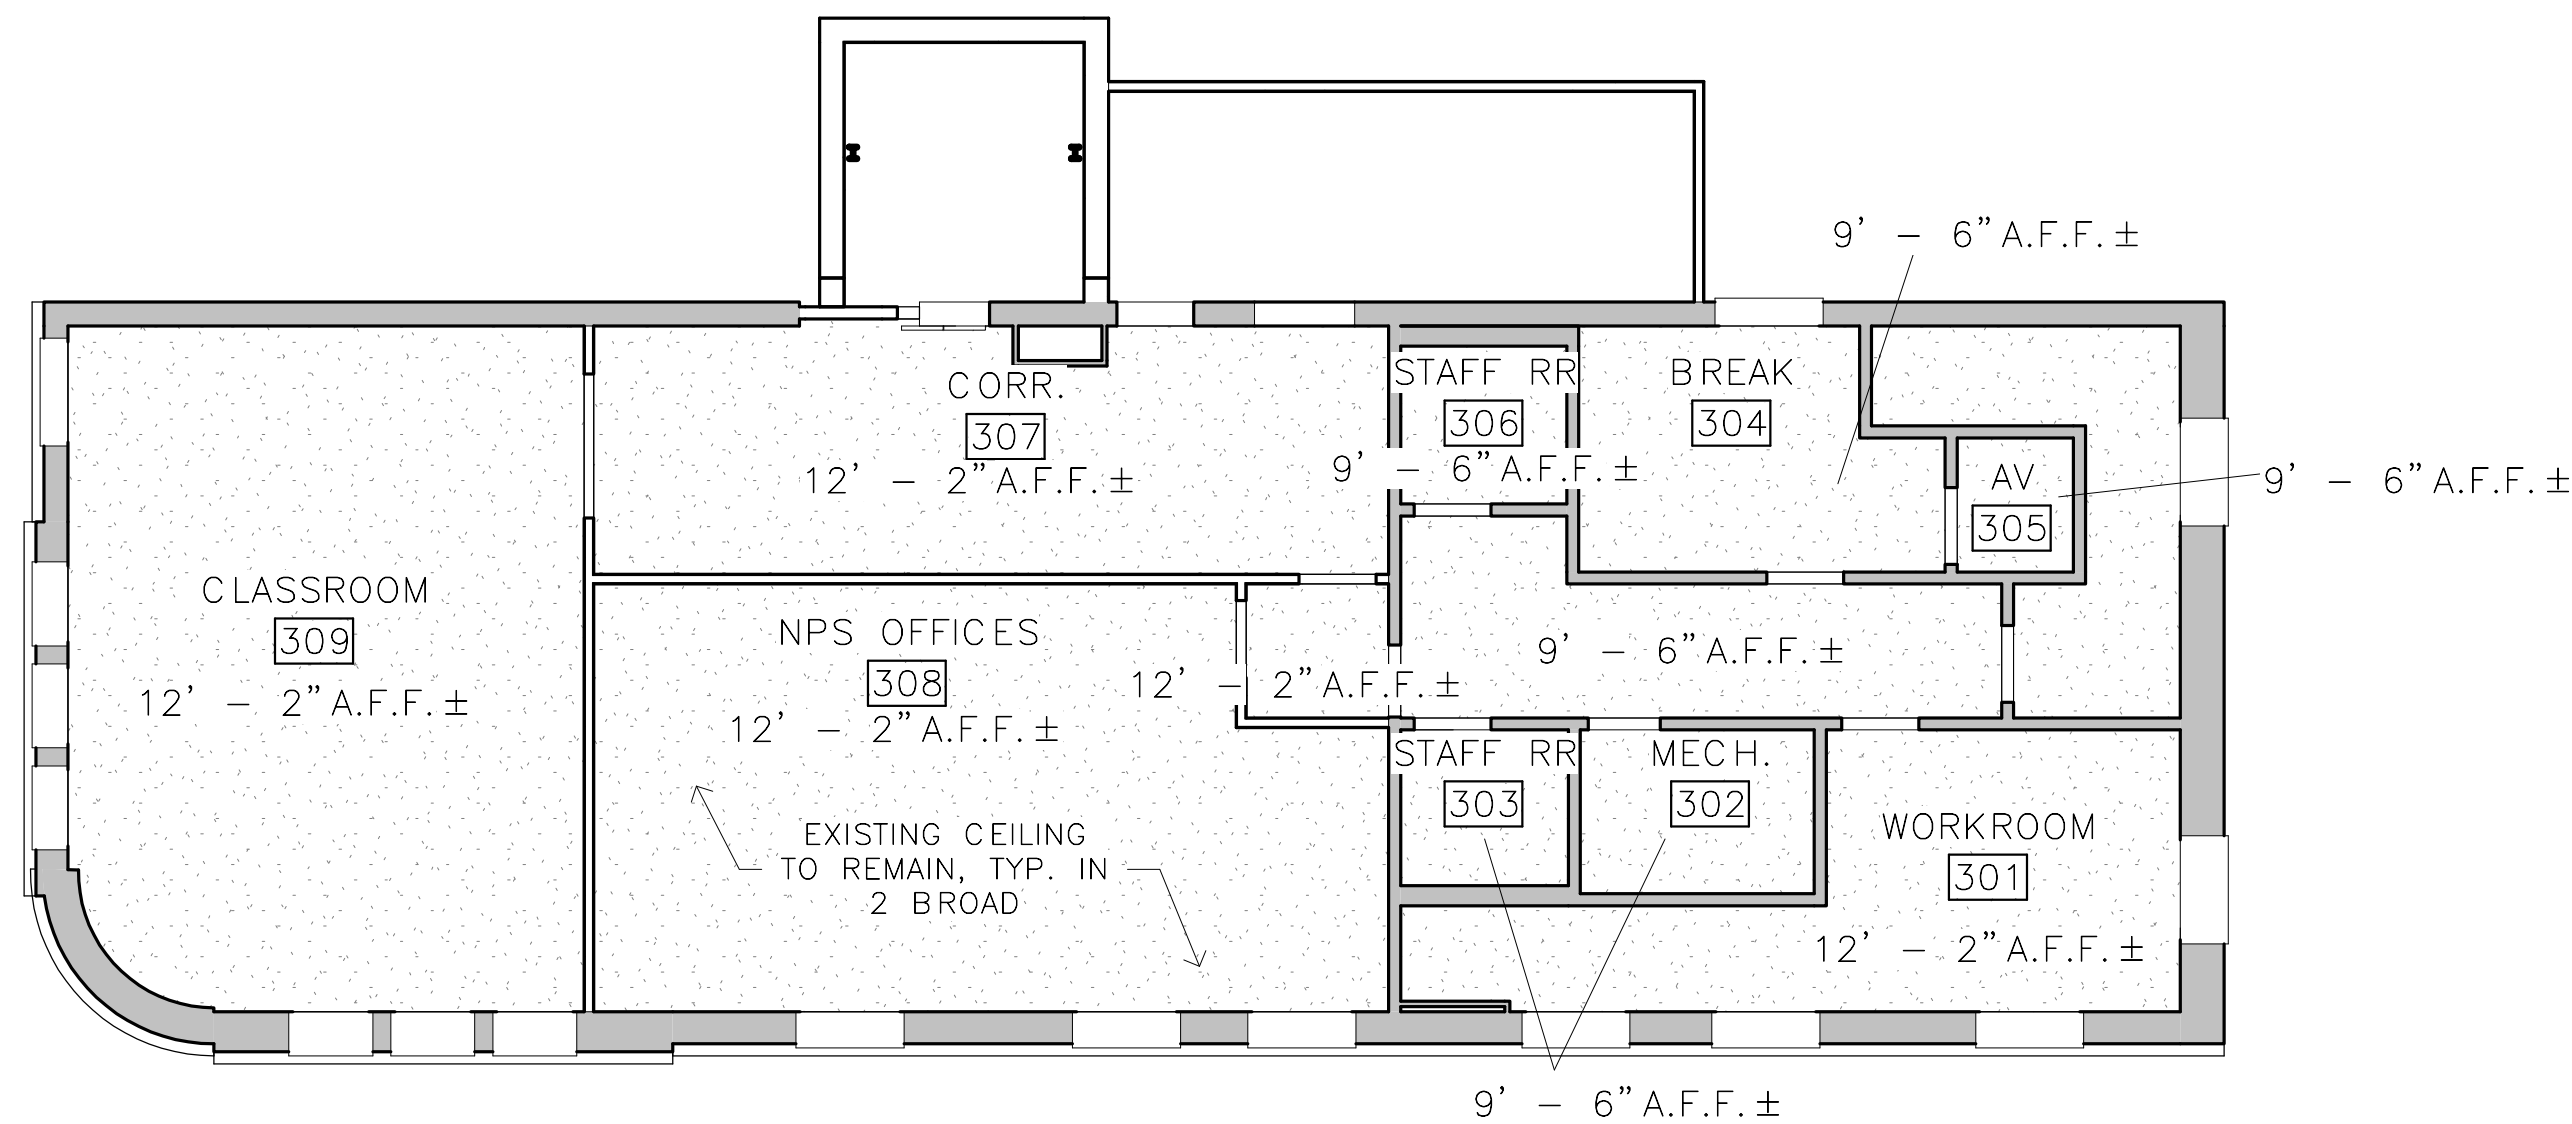 9' - 6" A.F.F. ±
STAFF RR
306
9' - 6" A.F.F. ±
BREAK
304
CORR.
307
12' - 2" A.F.F. ±
AV
305
9' - 6" A.F.F. ±
CLASSROOM
309
12' - 2" A.F.F. ±
NPS OFFICES
308
12' - 2" A.F.F. ±
12' - 2" A.F.F. ±
9' - 6" A.F.F. ±
STAFF RR
303
MECH.
302
WORKROOM
301
12' - 2" A.F.F. ±
EXISTING CEILING
TO REMAIN, TYP. IN
2 BROAD
9' - 6" A.F.F. ±